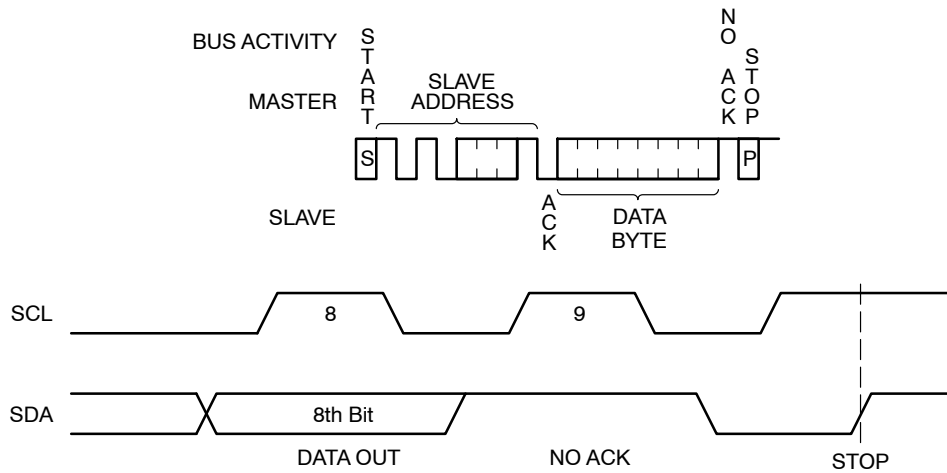 BUS ACTIVITY
MASTER
START
SLAVE
ADDRESS
NO ACK
STOP
S
P
SLAVE
ACK
DATA
BYTE
SCL
8
9
SDA
8th Bit
DATA OUT
NO ACK
STOP